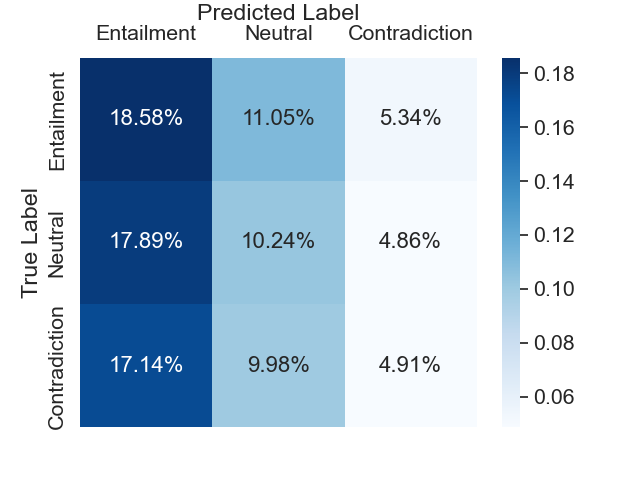 Predicted Label
Entailment Neutral Contradiction
True Label
Entailment 18.58% 11.05% 5.34%
Neutral 17.89% 10.24% 4.86%
Contradiction 17.14% 9.98% 4.91%
0.18
0.16
0.14
0.12
0.10
0.08
0.06